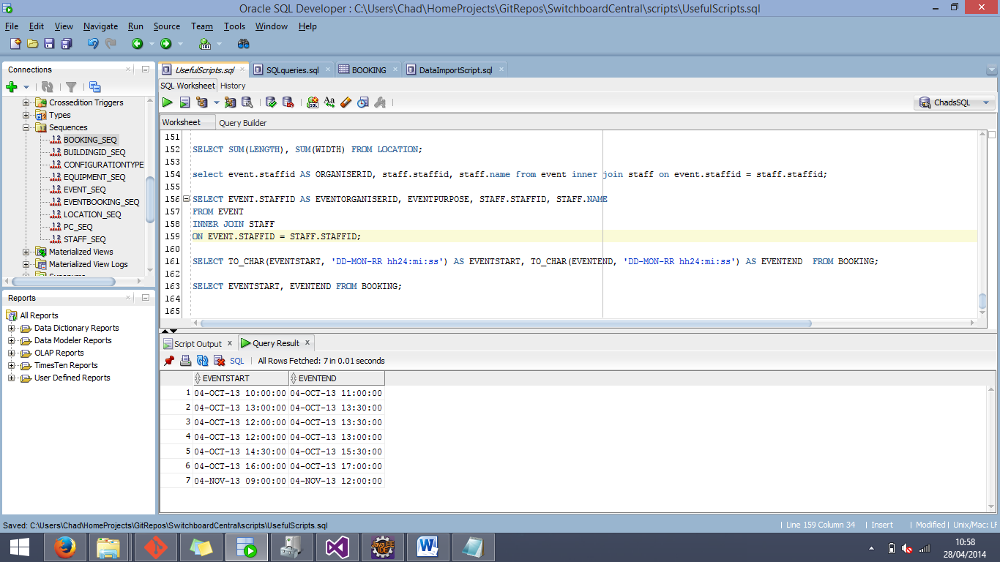 Oracle SQL Developer : C:\Users\Chad\HomeProjects\GitRepos\SwitchboardCentral\scripts\UsefulScripts.sql
File Edit View Navigate Run Source Team Tools Window Help
Connections
Crossedition Triggers
Types
Sequences
BOOKING_SEQ
BUILDINGID_SEQ
CONFIGURATIONTYPE
EQUIPMENT_SEQ
EVENT_SEQ
EVENTBOOKING_SEQ
LOCATION_SEQ
PC_SEQ
STAFF_SEQ
Materialized Views
Materialized View Logs
Reports
All Reports
Data Dictionary Reports
Data Modeler Reports
OLAP Reports
TimesTen Reports
User Defined Reports
UsefulScripts.sql SQLqueries.sql BOOKING DataImportScript.sql
SQL Worksheet History
ChadsSQL
Worksheet Query Builder
151
152 SELECT SUM(LENGTH), SUM(WIDTH) FROM LOCATION;
153
154 select event.staffid AS ORGANISERID, staff.staffid, staff.name from event inner join staff on event.staffid = staff.staffid;
155
156 SELECT EVENT.STAFFID AS EVENTORGANISERID, EVENTPURPOSE, STAFF.STAFFID, STAFF.NAME
157 FROM EVENT
158 INNER JOIN STAFF
159 ON EVENT.STAFFID = STAFF.STAFFID;
160
161 SELECT TO_CHAR(EVENTSTART, 'DD-MON-RR hh24:mi:ss') AS EVENTSTART, TO_CHAR(EVENTEND, 'DD-MON-RR hh24:mi:ss') AS EVENTEND FROM BOOKING;
162
163 SELECT EVENTSTART, EVENTEND FROM BOOKING;
164
165
Script Output x Query Result x
SQL | All Rows Fetched: 7 in 0.01 seconds
EVENTSTART EVENTEND
1 04-OCT-13 10:00:00 04-OCT-13 11:00:00
2 04-OCT-13 13:00:00 04-OCT-13 13:30:00
3 04-OCT-13 12:00:00 04-OCT-13 13:30:00
4 04-OCT-13 12:00:00 04-OCT-13 13:00:00
5 04-OCT-13 14:30:00 04-OCT-13 15:30:00
6 04-OCT-13 16:00:00 04-OCT-13 17:00:00
7 04-NOV-13 09:00:00 04-NOV-13 12:00:00
Saved: C:\Users\Chad\HomeProjects\GitRepos\SwitchboardCentral\scripts\UsefulScripts.sql
| Line 159 Column 34 | Insert | Modified | Unix/Mac: LF
Java EE
IDE
10:58
28/04/2014